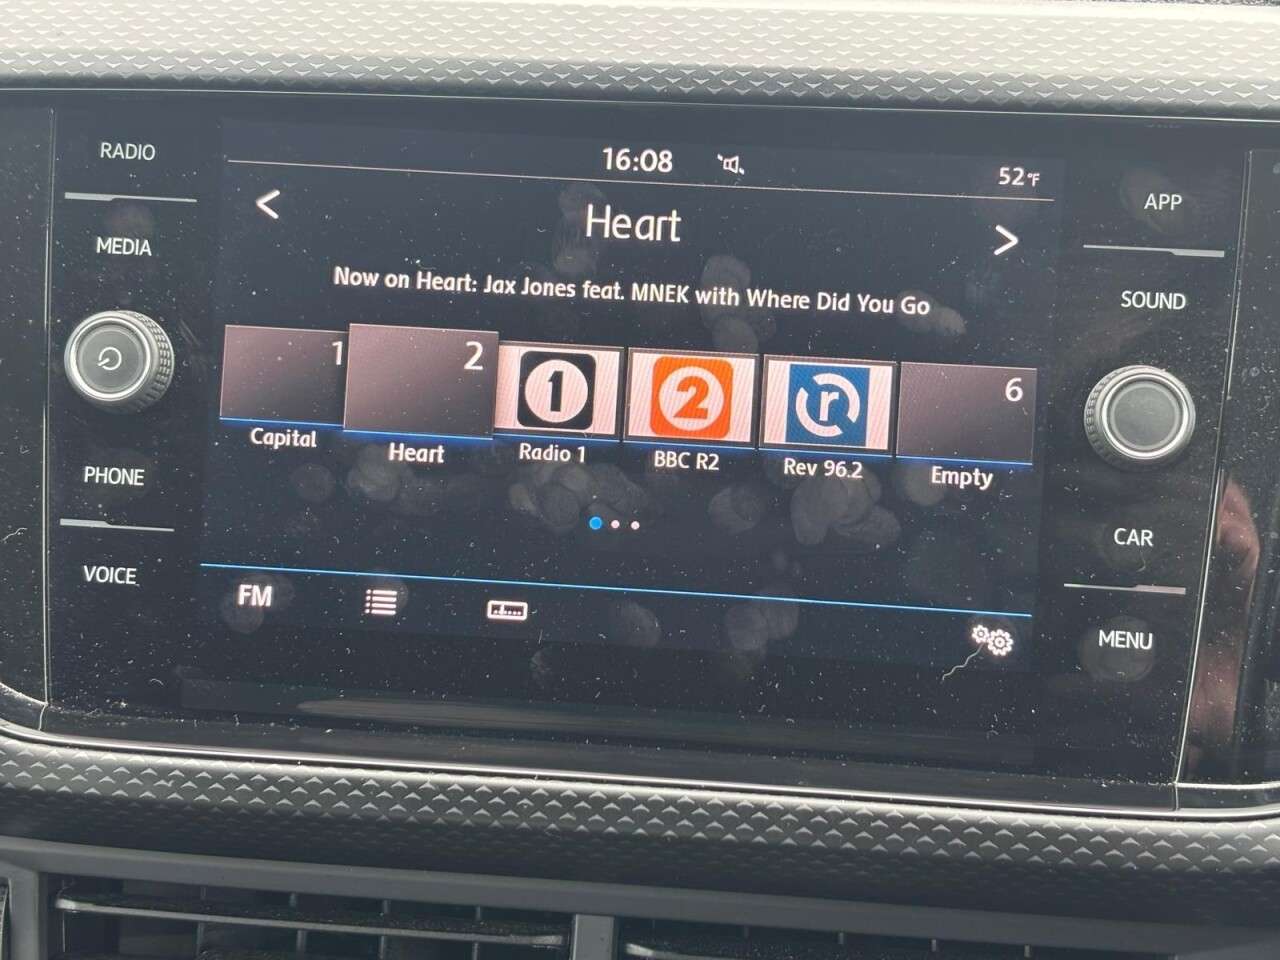 RADIO
MEDIA
PHONE
VOICE
16:08
52°F
<
Heart
>
Now on Heart: Jax Jones feat. MNEK with Where Did You Go
1
2
1
2
r
6
Capital
Heart
Radio 1
BBC R2
Rev 96.2
Empty
FM
APP
SOUND
CAR
MENU